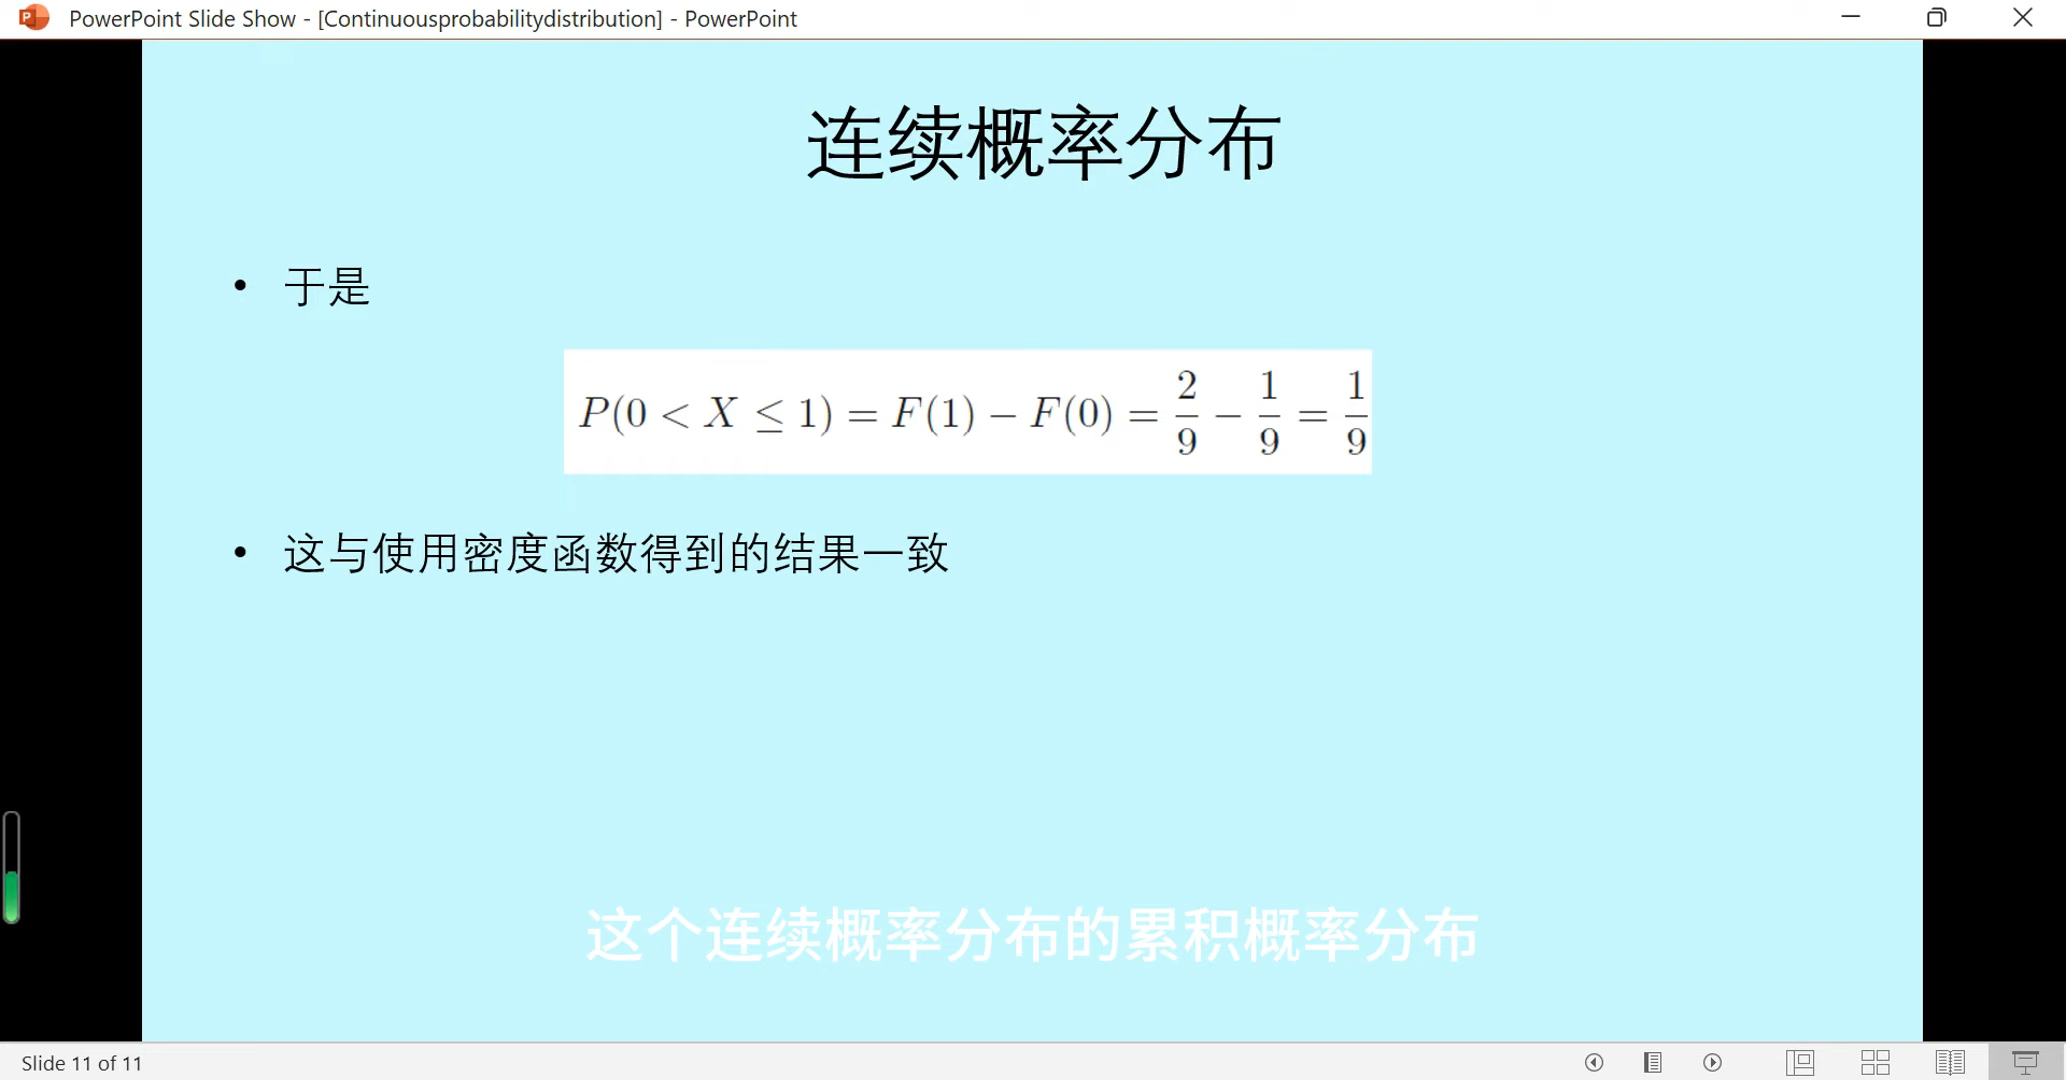 PowerPoint Slide Show - [Continuousprobabilitydistribution] - PowerPoint
连续概率分布
• 于是
P(0 < X ≤ 1) = F(1) − F(0) = 2/9 − 1/9 = 1/9
• 这与使用密度函数得到的结果一致
这个连续概率分布的累积概率分布
Slide 11 of 11